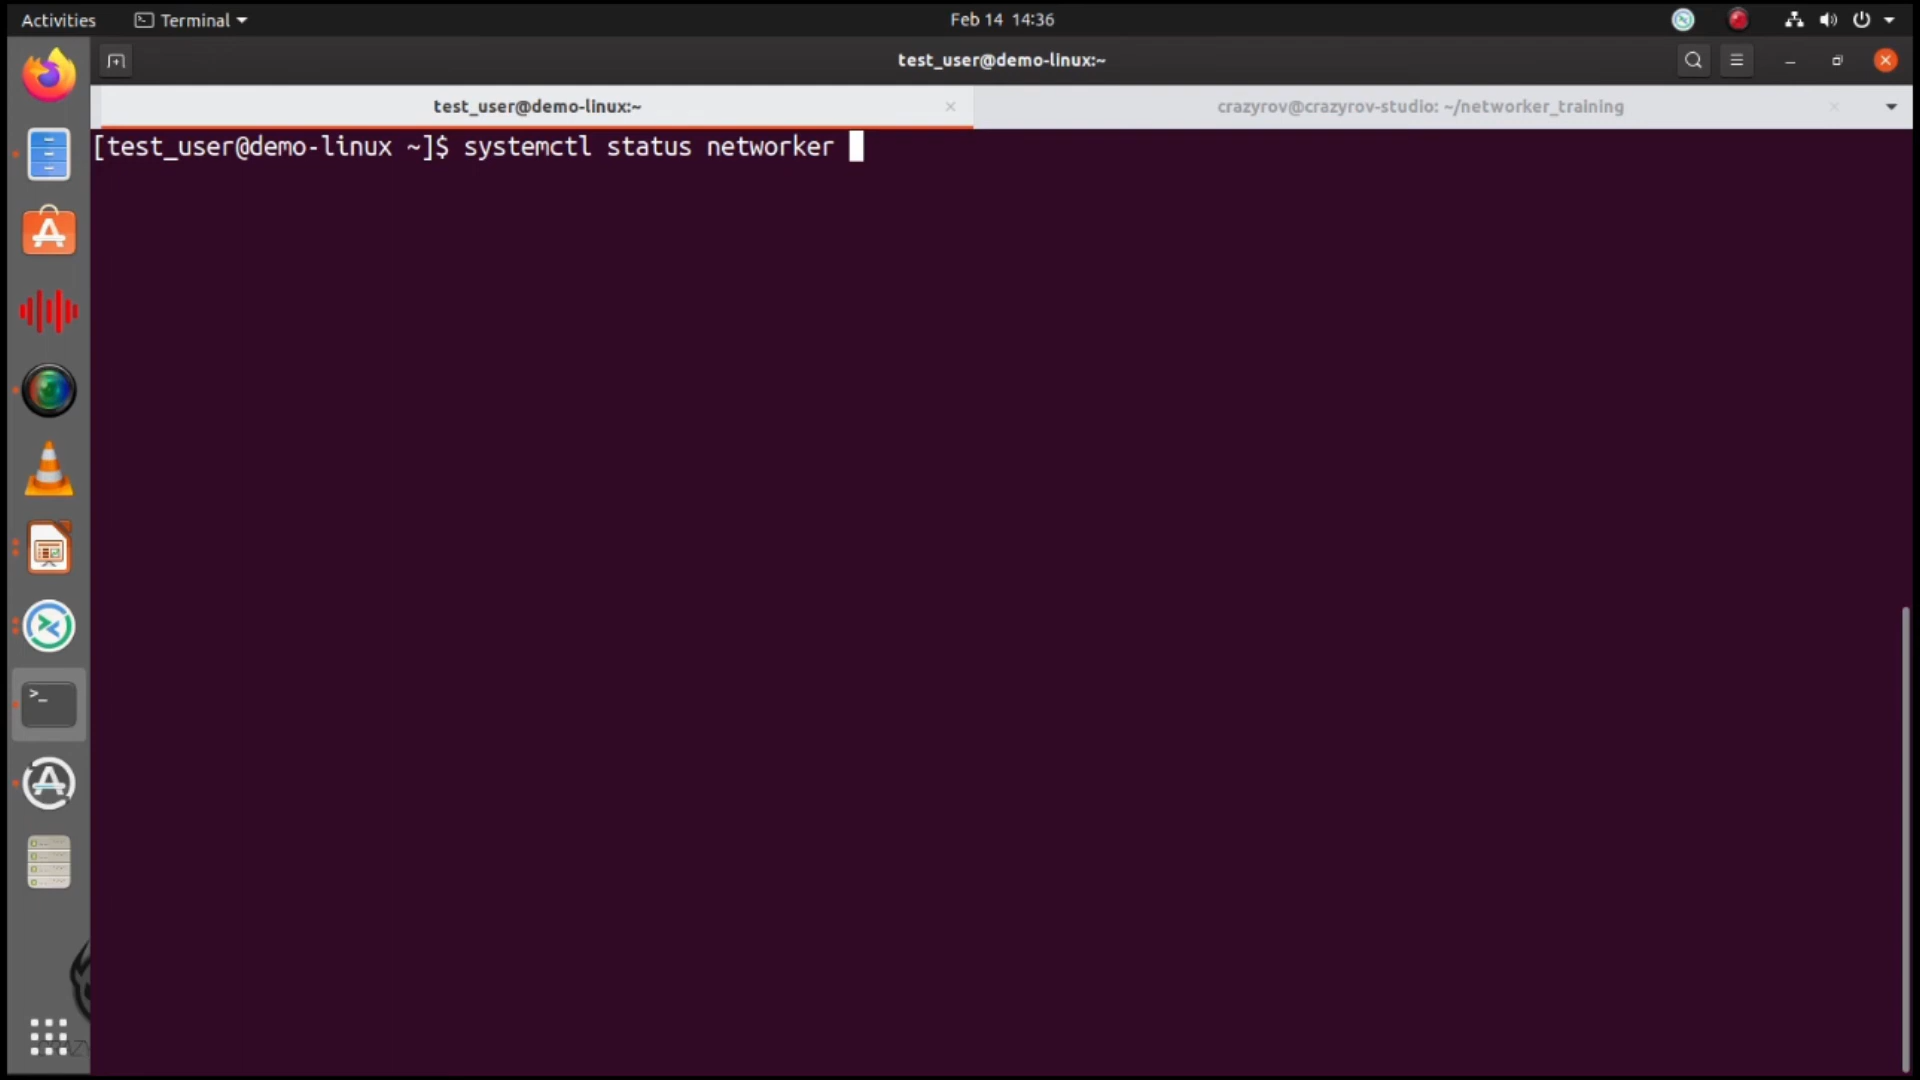 Activities Terminal Feb 14 14:36
test_user@demo-linux:~
test_user@demo-linux:~ crazyrov@crazyrov-studio: ~/networker_training
[test_user@demo-linux ~]$ systemctl status networker